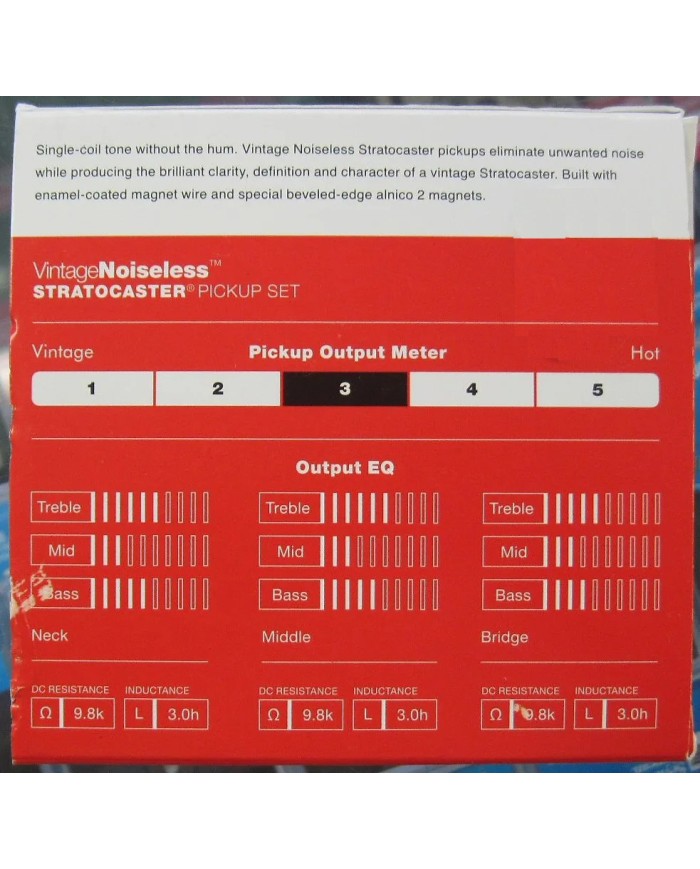 Single-coil tone without the hum. Vintage Noiseless Stratocaster pickups eliminate unwanted noise
while producing the brilliant clarity, definition and character of a vintage Stratocaster. Built with
enamel-coated magnet wire and special beveled-edge alnico 2 magnets.
VintageNoiseless™
STRATOCASTER® PICKUP SET
Vintage Pickup Output Meter Hot
1 2 3 4 5
Output EQ
Treble Treble Treble
Mid Mid Mid
Bass Bass Bass
Neck Middle Bridge
DC RESISTANCE INDUCTANCE DC RESISTANCE INDUCTANCE DC RESISTANCE INDUCTANCE
Ω 9.8k L 3.0h Ω 9.8k L 3.0h Ω 9.8k L 3.0h